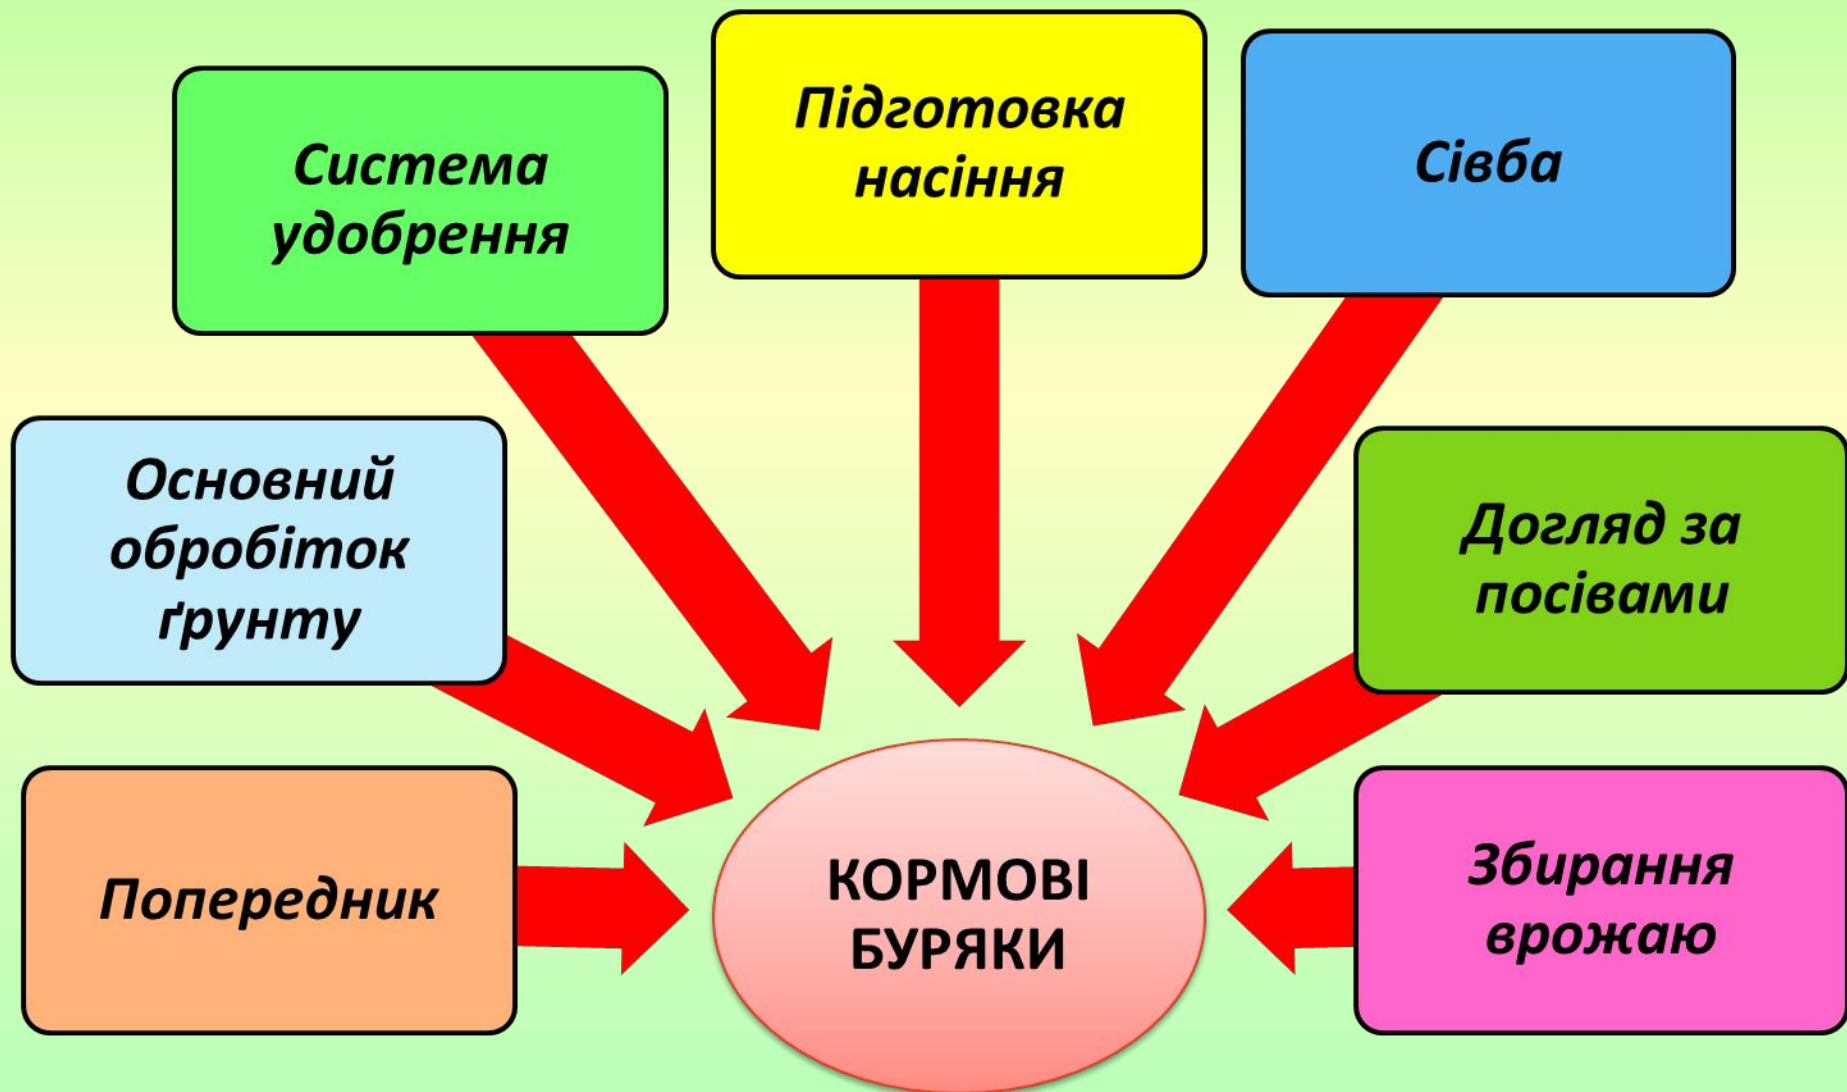 Підготовка
насіння
Сівба
Система
удобрення
Основний
обробіток
ґрунту
Догляд за
посівами
Попередник
КОРМОВІ
БУРЯКИ
Збирання
врожаю